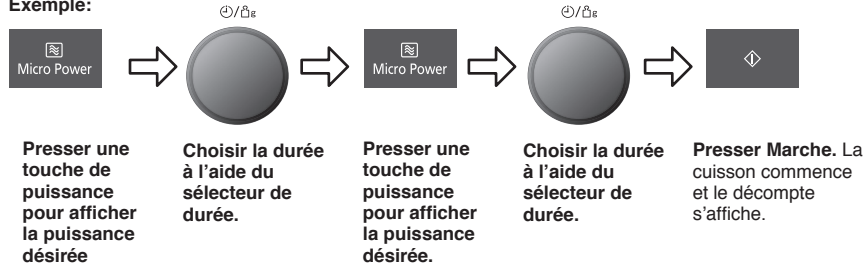 Exemple:
Micro Power
Micro Power
Presser une
touche de
puissance
pour afficher
la puissance
désirée
Choisir la durée
à l'aide du
sélecteur de
durée.
Presser une
touche de
puissance
pour afficher
la puissance
désirée.
Choisir la durée
à l'aide du
sélecteur de
durée.
Presser Marche. La
cuisson commence
et le décompte
s'affiche.